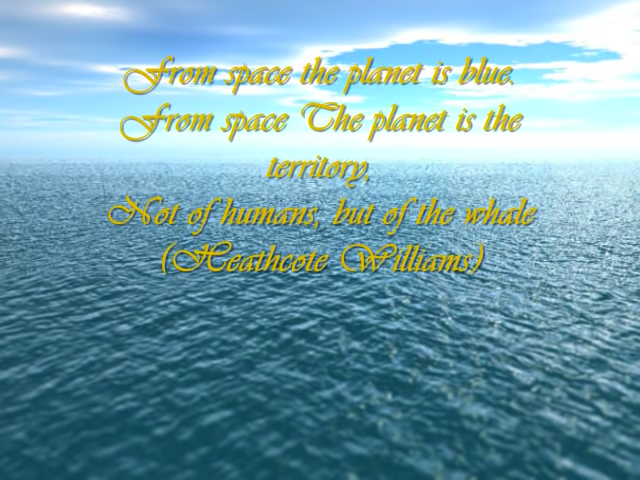 From space the planet is blue.
From space The planet is the
territory,
Not of humans, but of the whale
(Heathcote Williams)